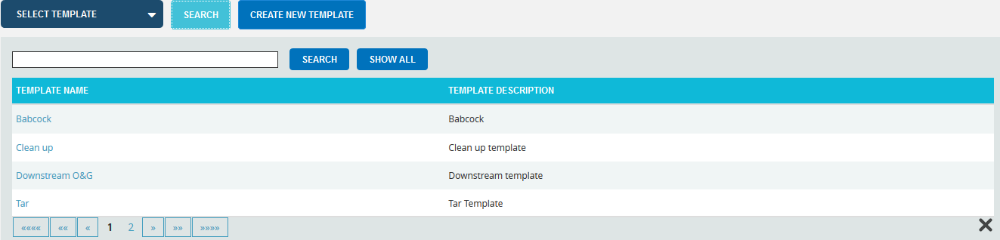 SELECT TEMPLATE SEARCH CREATE NEW TEMPLATE
SEARCH SHOW ALL
TEMPLATE NAME TEMPLATE DESCRIPTION
Babcock Babcock
Clean up Clean up template
Downstream O&G Downstream template
Tar Tar Template
«««« «« « 1 2 » »» »»»»